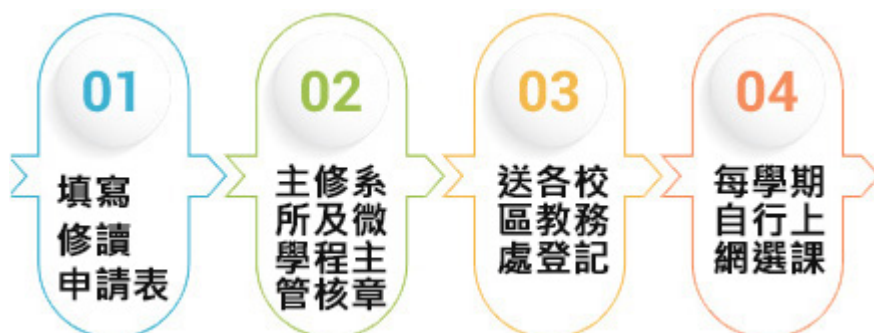 01
填寫
修讀
申請表
02
主修系
所及微
學程主
管核章
03
送各校
區教務
處登記
04
每學期
自行上
網選課